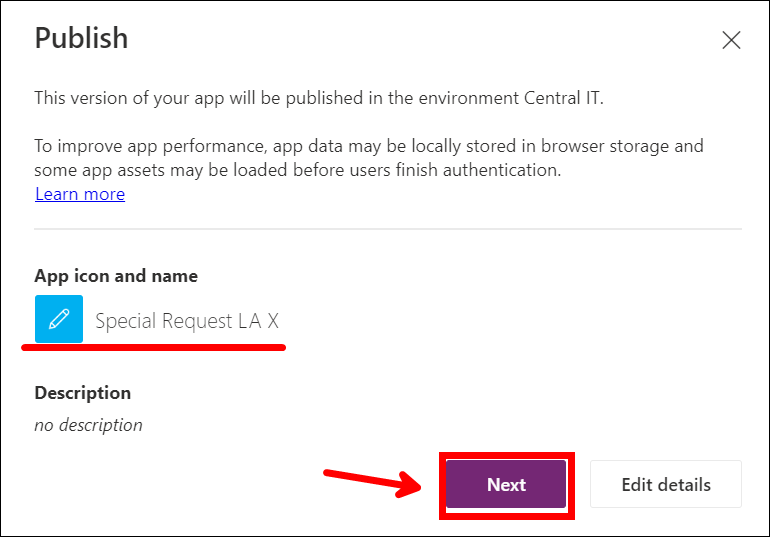 Publish
This version of your app will be published in the environment Central IT.
To improve app performance, app data may be locally stored in browser storage and
some app assets may be loaded before users finish authentication.
Learn more
App icon and name
Special Request LA X
Description
no description
Next
Edit details